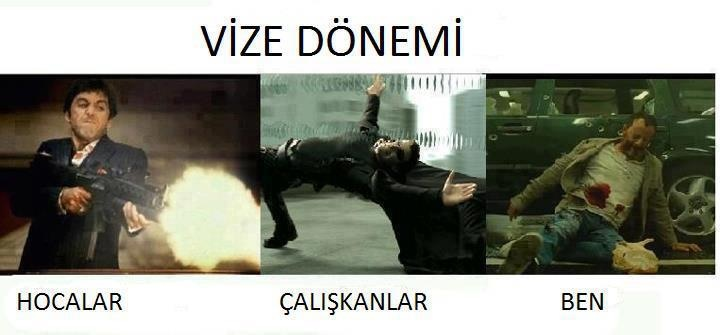 VİZE DÖNEMİ
HOCALAR
ÇALIŞKANLAR
BEN